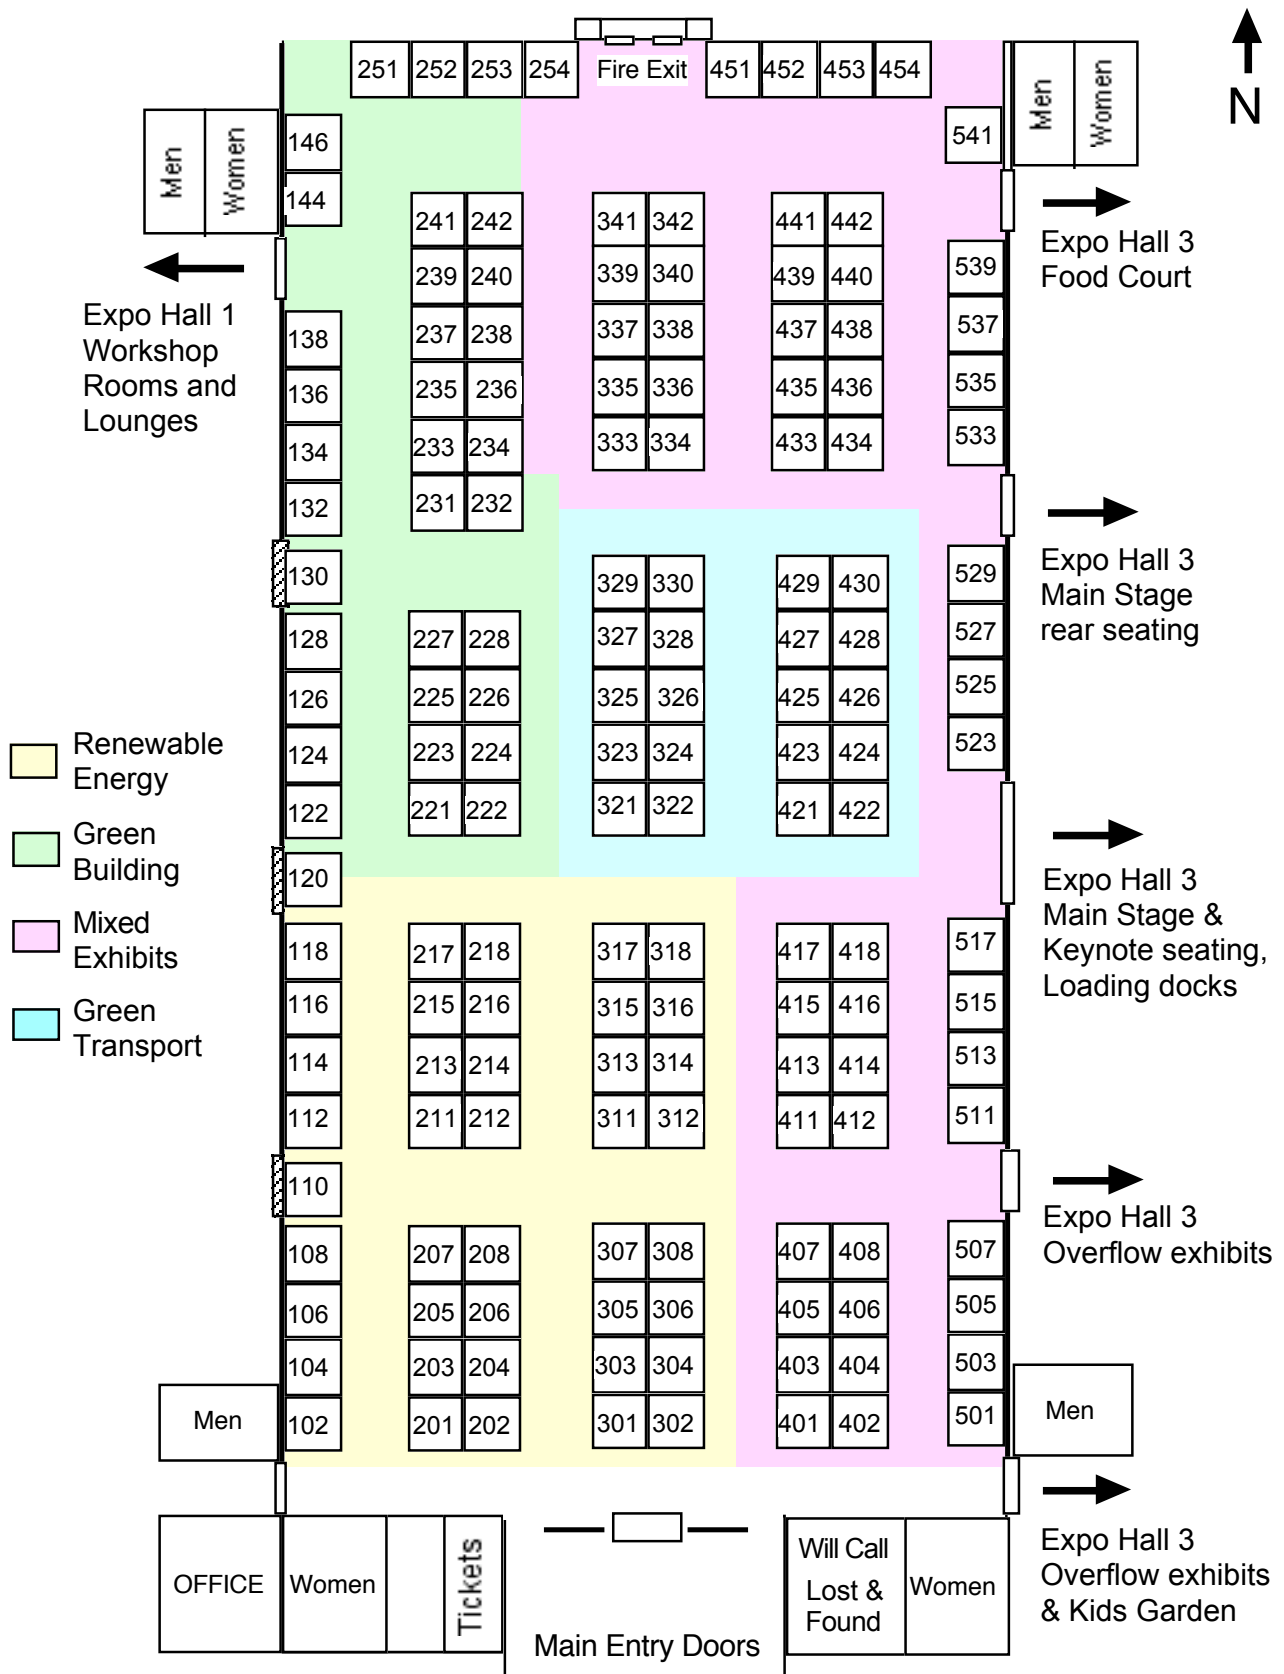 251 252 253 254 Fire Exit 451 452 453 454
N
Men Women
146
144
541
Men Women
241 242 341 342 441 442
Expo Hall 3
Food Court
239 240 339 340 439 440 539
Expo Hall 1
Workshop
Rooms and
Lounges
138 237 238 337 338 437 438 537
136 235 236 335 336 435 436 535
134 233 234 333 334 433 434 533
132 231 232
Expo Hall 3
Main Stage
rear seating
130 329 330 429 430 529
128 227 228 327 328 427 428 527
126 225 226 325 326 425 426 525
124 223 224 323 324 423 424 523
122 221 222 321 322 421 422
Renewable
Energy
Green
Building
Mixed
Exhibits
Green
Transport
120
Expo Hall 3
Main Stage &
Keynote seating,
Loading docks
118 217 218 317 318 417 418 517
116 215 216 315 316 415 416 515
114 213 214 313 314 413 414 513
112 211 212 311 312 411 412 511
110
Expo Hall 3
Overflow exhibits
108 207 208 307 308 407 408 507
106 205 206 305 306 405 406 505
104 203 204 303 304 403 404 503
102 201 202 301 302 401 402 501
Men
Men
Expo Hall 3
Overflow exhibits
& Kids Garden
OFFICE Women Tickets
Will Call
Lost &
Found
Women
Main Entry Doors